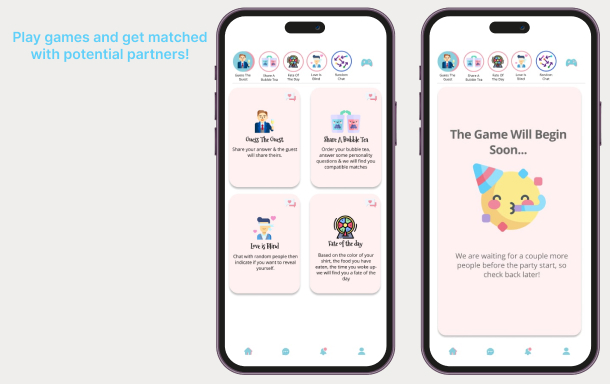 Play games and get matched
with potential partners!
Guess The Guest
Share A Bubble Tea
Fate Of The Day
Love Is Blind
Random Chat
Guess The Guest
Share your answer & the guest
will share theirs.
Share A Bubble Tea
Order your bubble tea,
answer some personality
questions & we will find you
compatible matches
Love is Blind
Chat with random people then
indicate if you want to reveal
yourself.
Fate of the day
Based on the color of your
shirt, the food you have
eaten, the time you woke up
we will find you a fate of the
day
Guess The Guest
Share A Bubble Tea
Fate Of The Day
Love Is Blind
Random Chat
The Game Will Begin
Soon...
We are waiting for a couple more
people before the party start, so
check back later!